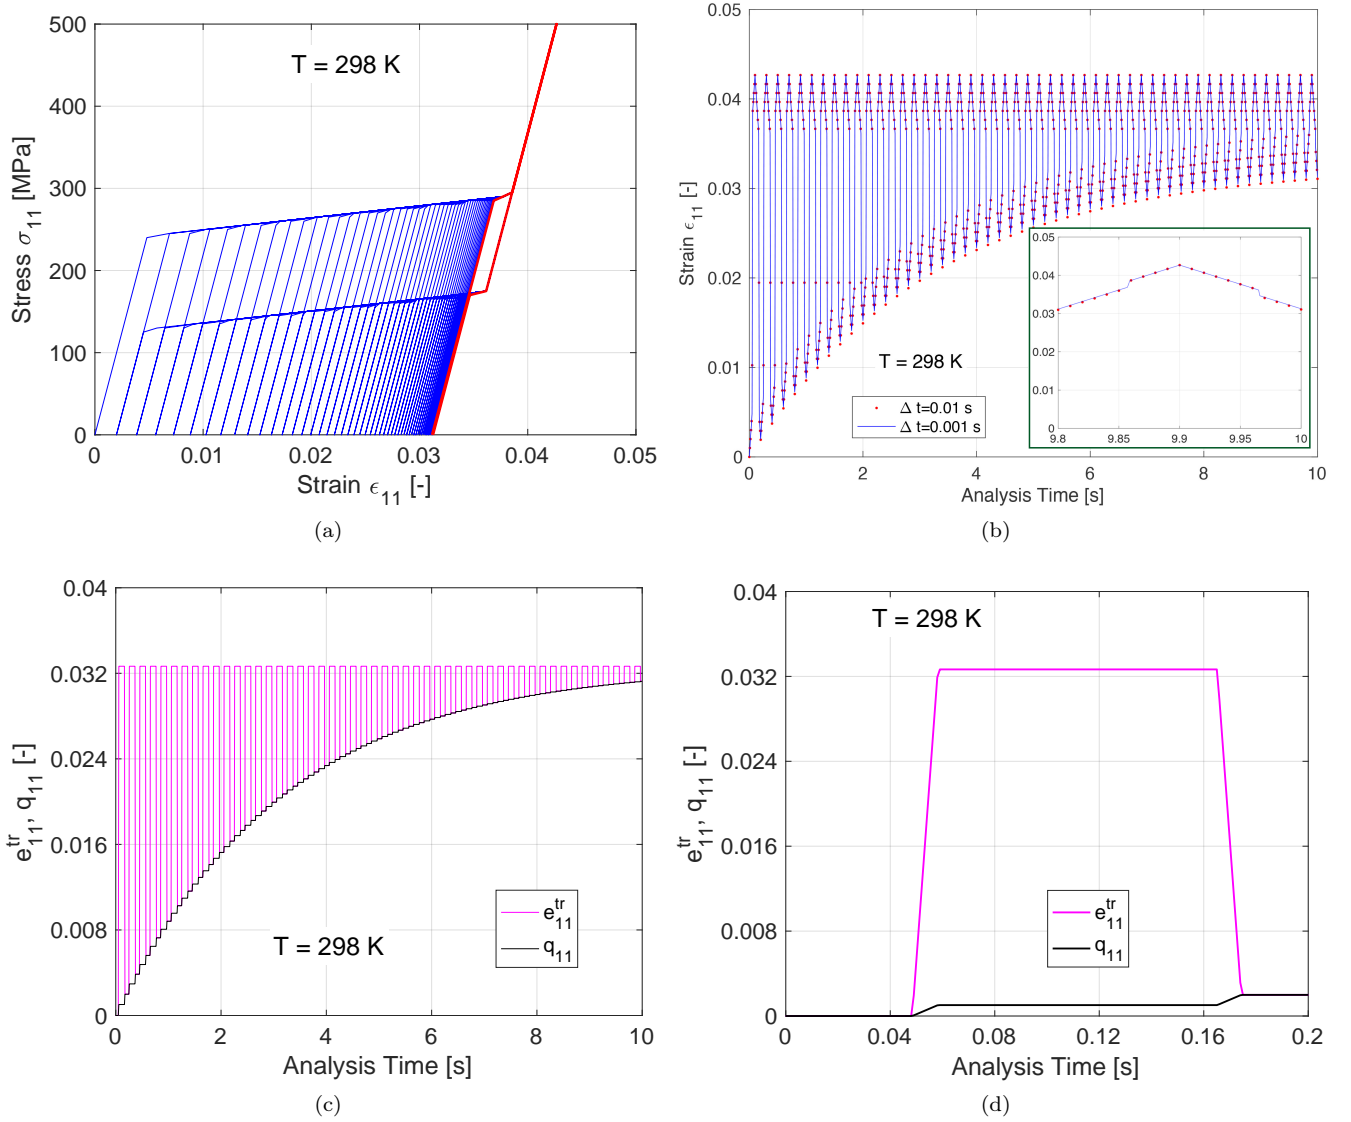 500
400
300
200
100
0
Stress σ₁₁ [MPa]
T = 298 K
0 0.01 0.02 0.03 0.04 0.05
Strain ϵ₁₁ [-]
(a)
0.05
0.04
0.03
0.02
0.01
0
Strain ϵ₁₁ [-]
T = 298 K
Δ t=0.01 s
Δ t=0.001 s
0.05
0.04
0.03
0.02
0.01
0
9.8 9.85 9.9 9.95 10
0 2 4 6 8 10
Analysis Time [s]
(b)
0.04
0.032
0.024
0.016
0.008
0
e₁₁ᵗʳ, q₁₁ [-]
e₁₁ᵗʳ
q₁₁
T = 298 K
0 2 4 6 8 10
Analysis Time [s]
(c)
0.04
0.032
0.024
0.016
0.008
0
e₁₁ᵗʳ, q₁₁ [-]
T = 298 K
e₁₁ᵗʳ
q₁₁
0 0.04 0.08 0.12 0.16 0.2
Analysis Time [s]
(d)